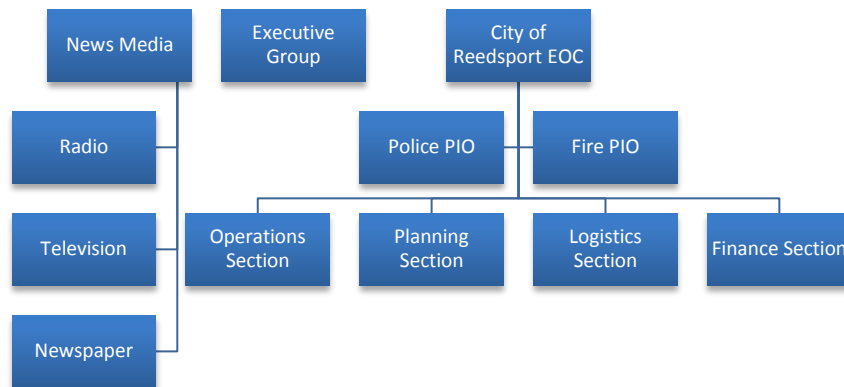 News Media
Executive
Group
City of
Reedsport EOC
Radio
Police PIO
Fire PIO
Television
Operations
Section
Planning
Section
Logistics
Section
Finance Section
Newspaper